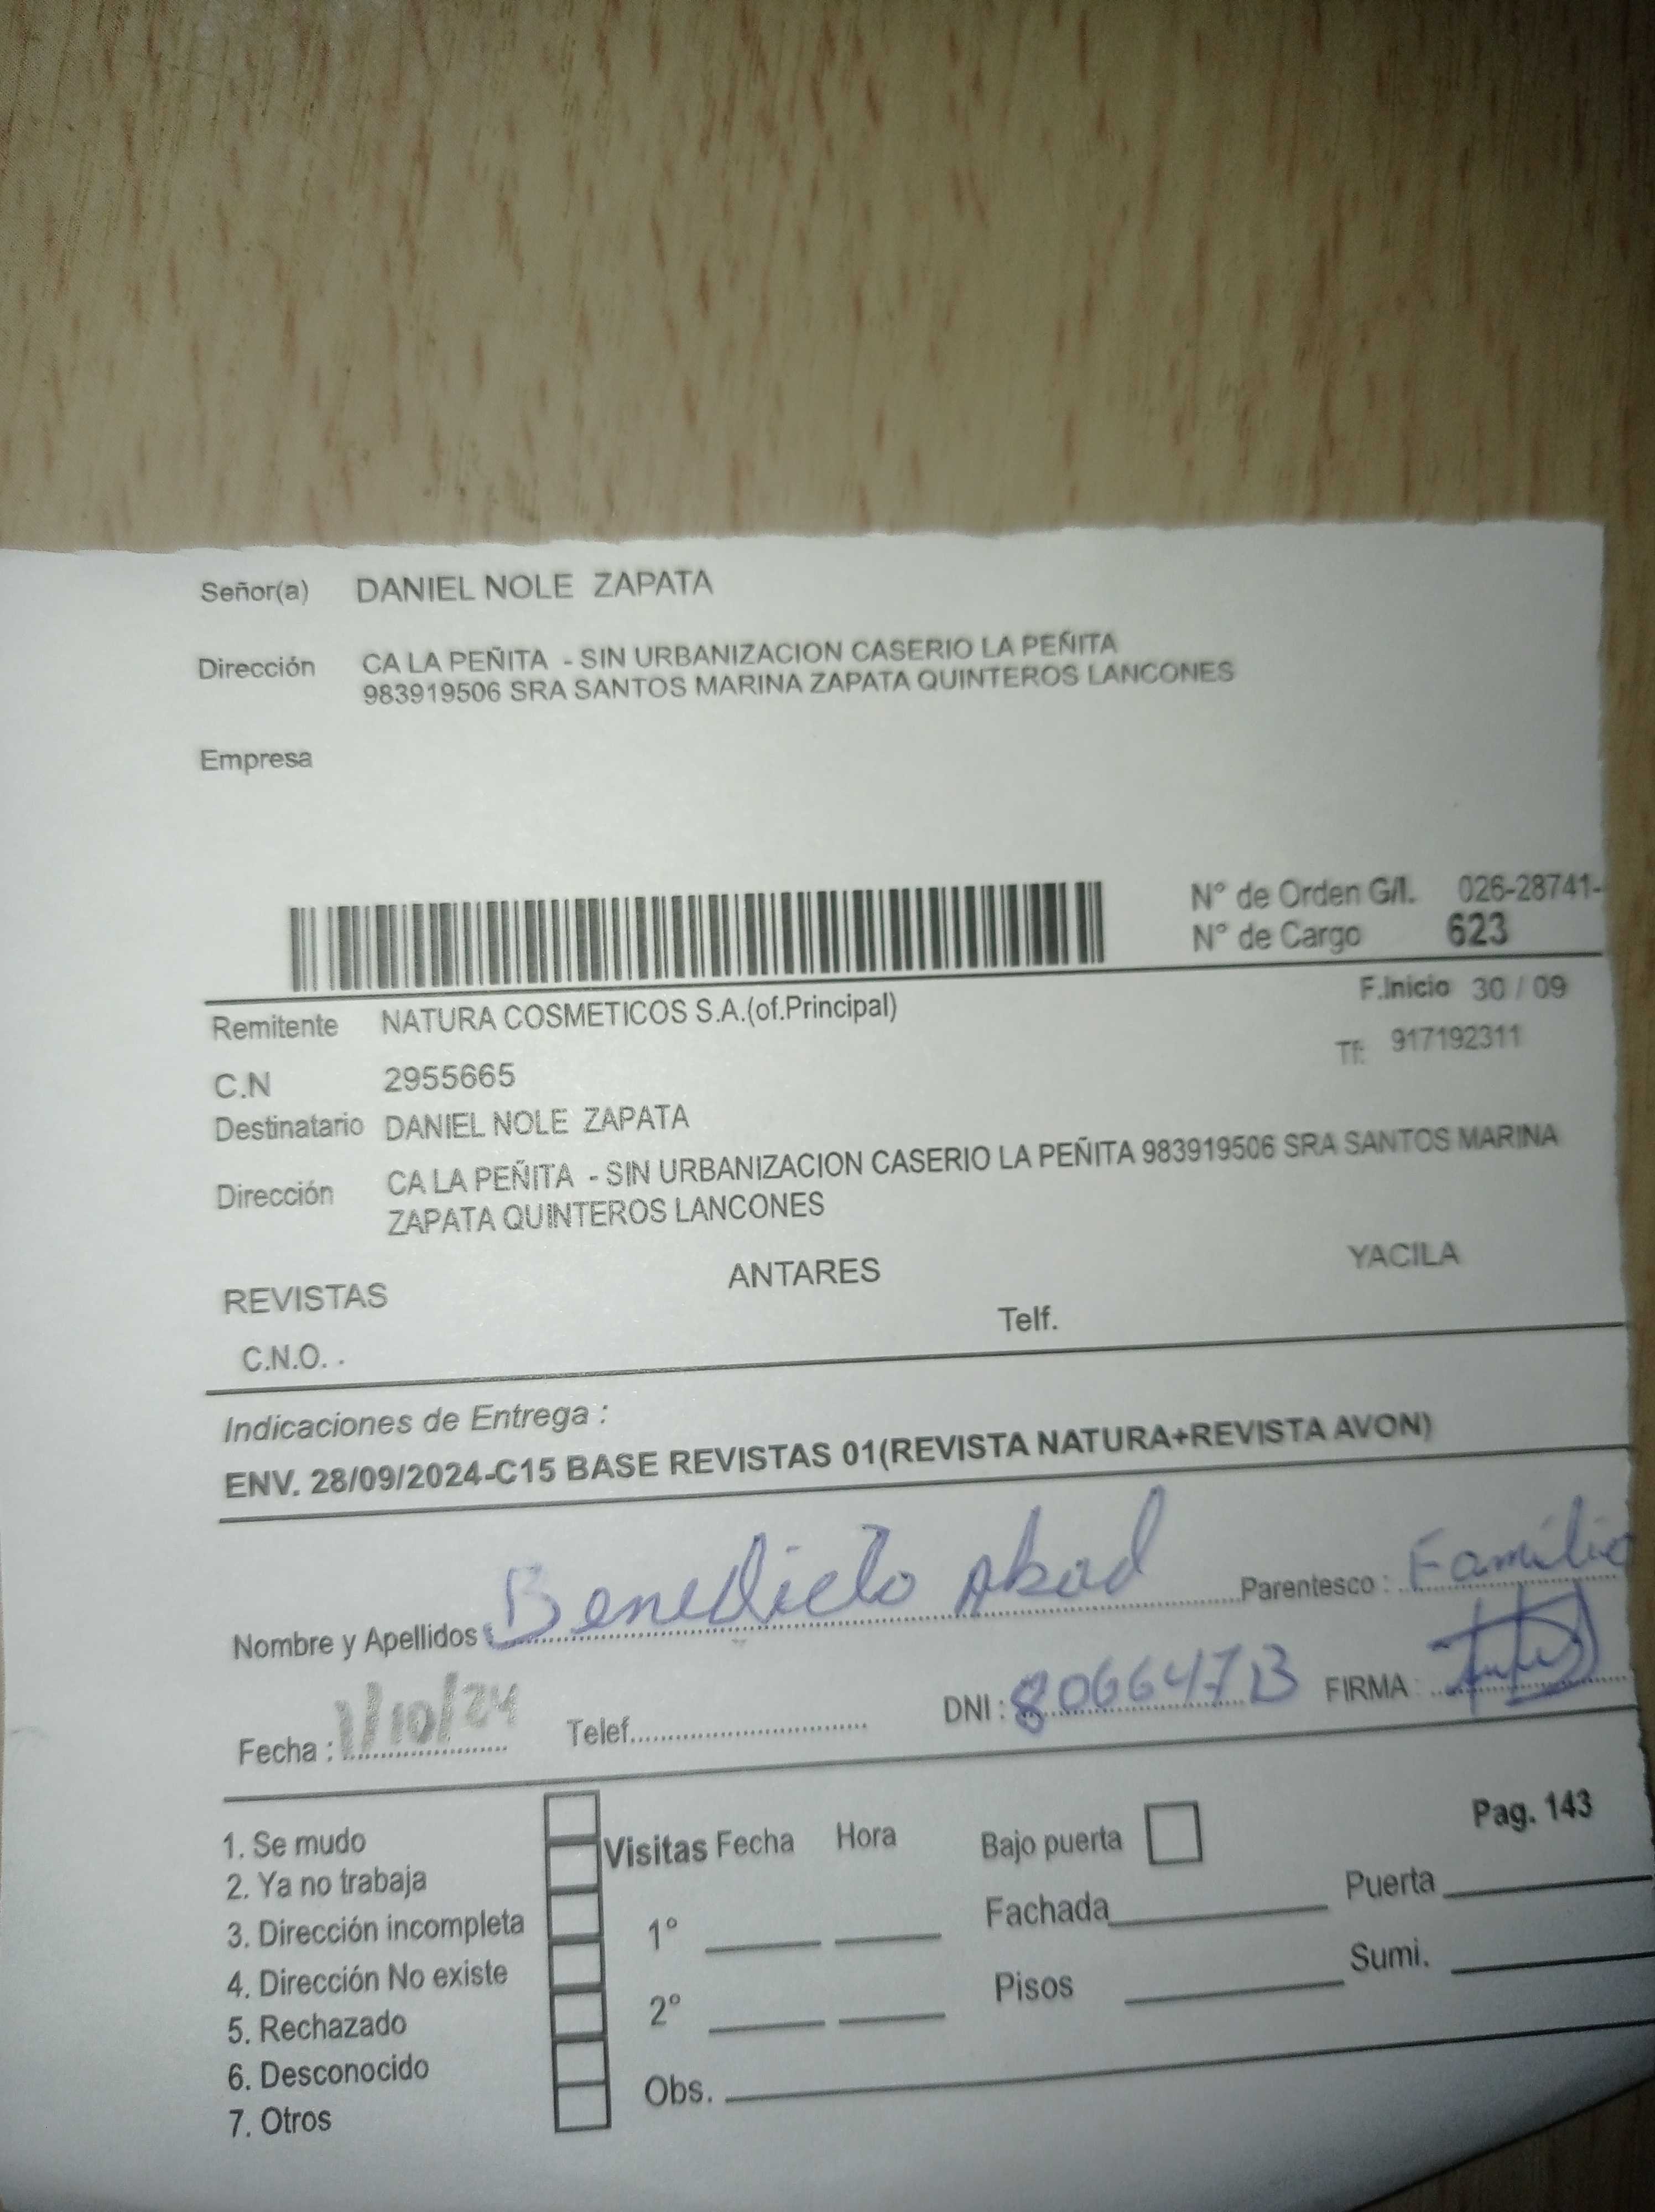 Señor(a) DANIEL NOLE ZAPATA
Dirección CA LA PEÑITA - SIN URBANIZACION CASERIO LA PEÑITA
983919506 SRA SANTOS MARINA ZAPATA QUINTEROS LANCONES
Empresa
N° de Orden G/I. 026-28741-
N° de Cargo 623
F.Inicio 30 / 09
Remitente NATURA COSMETICOS S.A.(of.Principal)
Tf: 917192311
C.N 2955665
Destinatario DANIEL NOLE ZAPATA
Dirección CA LA PEÑITA - SIN URBANIZACION CASERIO LA PEÑITA 983919506 SRA SANTOS MARINA
ZAPATA QUINTEROS LANCONES
REVISTAS ANTARES YACILA
C.N.O. . Telf.
Indicaciones de Entrega :
ENV. 28/09/2024-C15 BASE REVISTAS 01(REVISTA NATURA+REVISTA AVON)
Nombre y Apellidos : Benedicto Abad Parentesco : Familia
Fecha : 1/10/24 Telef. DNI : FIRMA :
Pag. 143
1. Se mudo
2. Ya no trabaja
3. Dirección incompleta
4. Dirección No existe
5. Rechazado
6. Desconocido
7. Otros
Visitas Fecha Hora
1°
2°
Obs.
Bajo puerta
Fachada Puerta
Pisos Sumi.